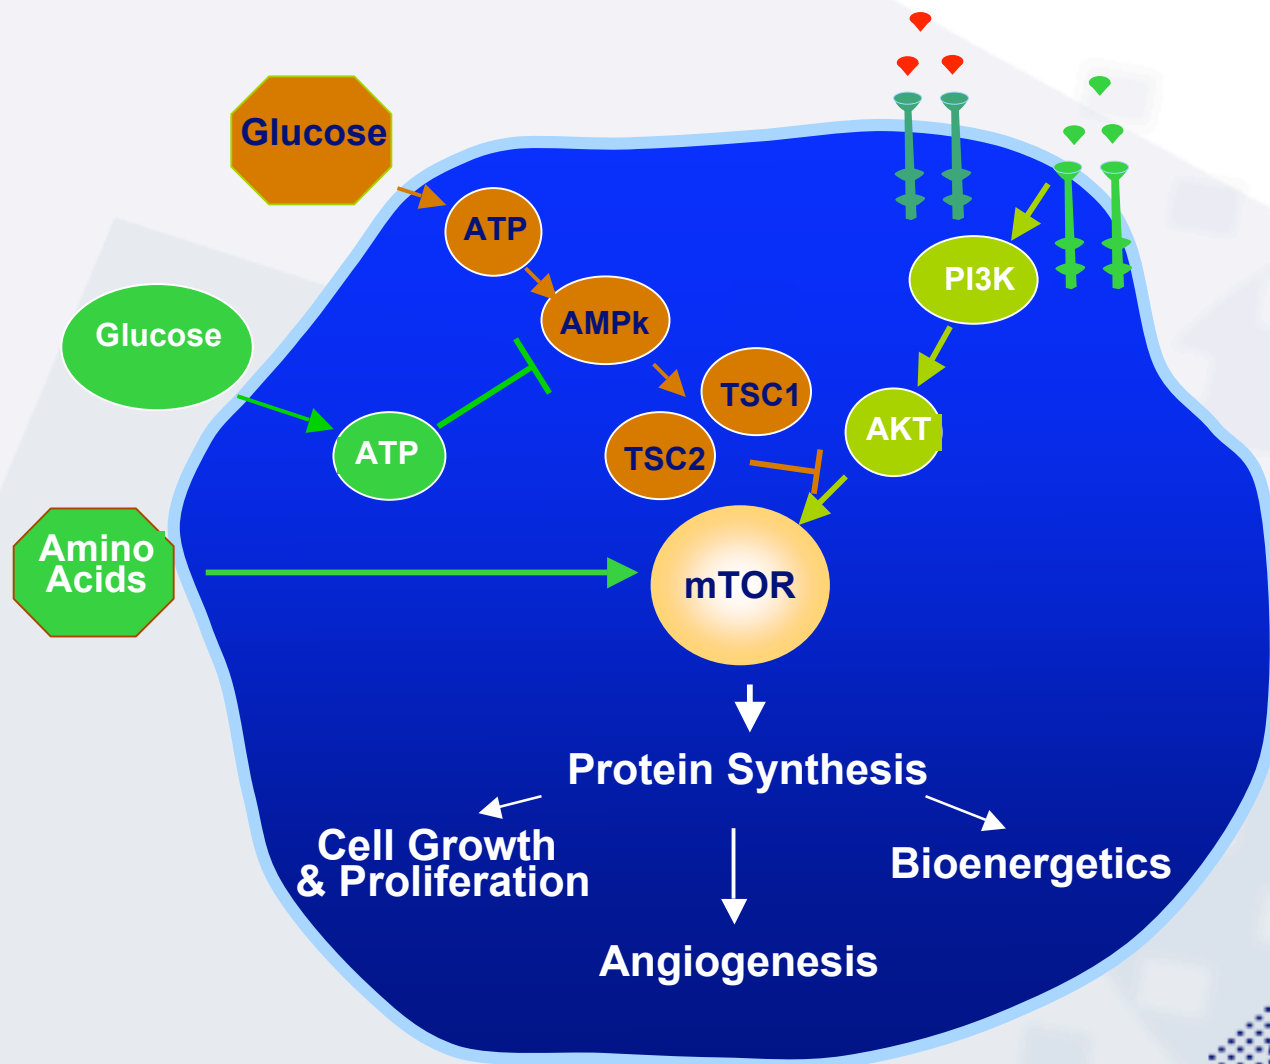 Glucose
ATP
PI3K
AMPk
Glucose
TSC1
AKT
ATP
TSC2
Amino
Acids
mTOR
Protein Synthesis
Cell Growth
& Proliferation
Bioenergetics
Angiogenesis